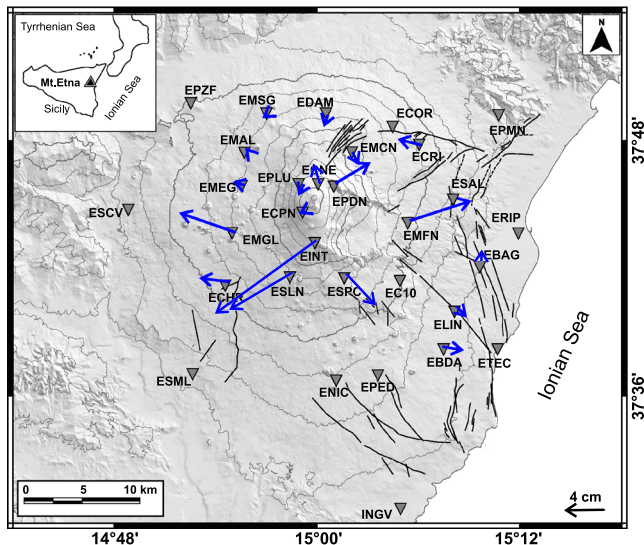 Tyrrhenian Sea
Mt.Etna
Sicily
Ionian Sea
N
EPZF
EMSG
EDAM
ECOR
EPMN
37°48'
EMAL
EMCN
ECRI
EPLU
EMEG
EPDN
ESAL
ESCV
ECPN
ERIP
EMGL
EMFN
EINT
EBAG
ESLN
ESPC
EC10
ELIN
EBDA
ETEC
Ionian Sea
ESML
ENIC
EPED
37°36'
0 5 10 km
INGV
4 cm
14°48'
15°00'
15°12'